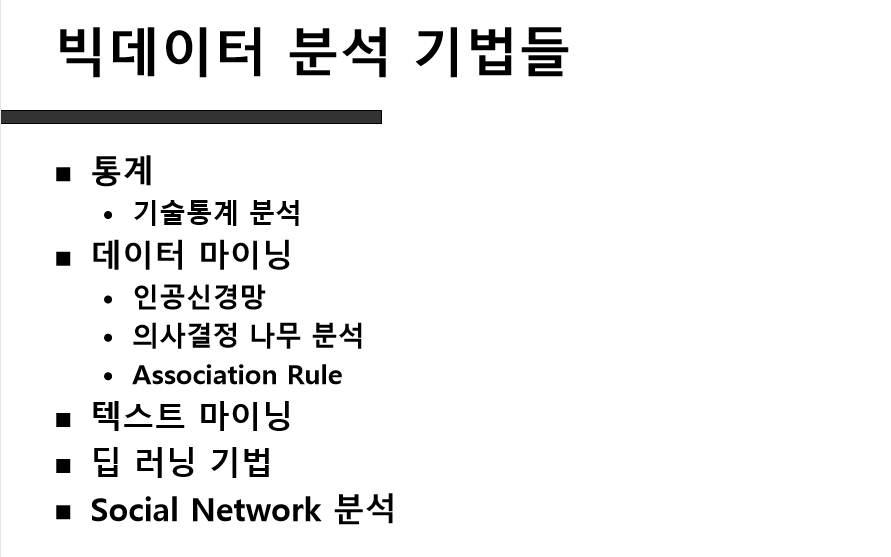 빅데이터 분석 기법들
■ 통계
• 기술통계 분석
■ 데이터 마이닝
• 인공신경망
• 의사결정 나무 분석
• Association Rule
■ 텍스트 마이닝
■ 딥 러닝 기법
■ Social Network 분석